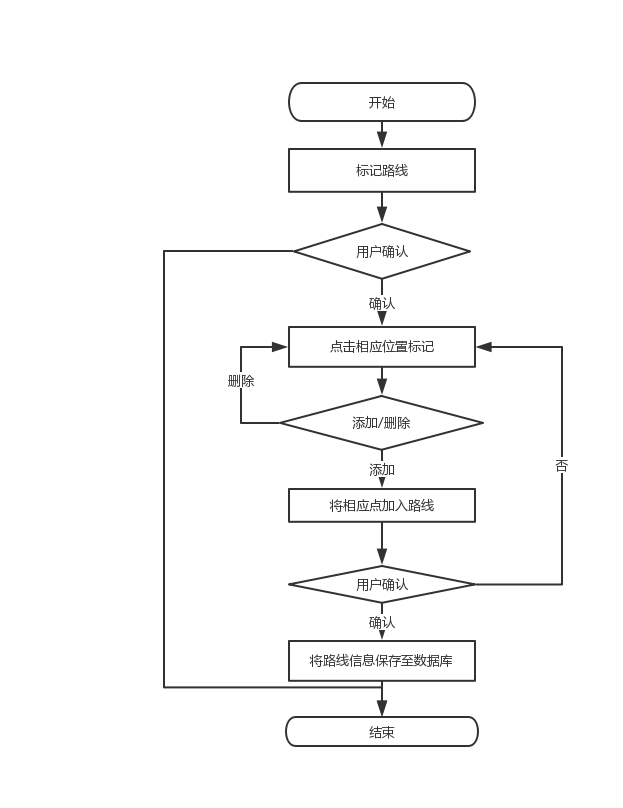 开始
标记路线
用户确认
确认
点击相应位置标记
删除
添加/删除
添加
否
将相应点加入路线
用户确认
确认
将路线信息保存至数据库
结束